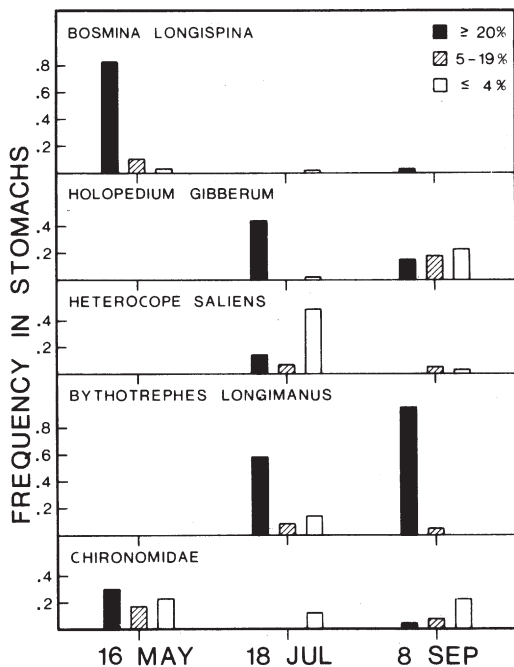 FREQUENCY IN STOMACHS
BOSMINA LONGISPINA
≥ 20%
5-19%
≤ 4%
.8
.6
.4
.2
HOLOPEDIUM GIBBERUM
.4
.2
HETEROCOPE SALIENS
.4
.2
BYTHOTREPHES LONGIMANUS
.8
.6
.4
.2
CHIRONOMIDAE
.4
.2
16 MAY 18 JUL 8 SEP